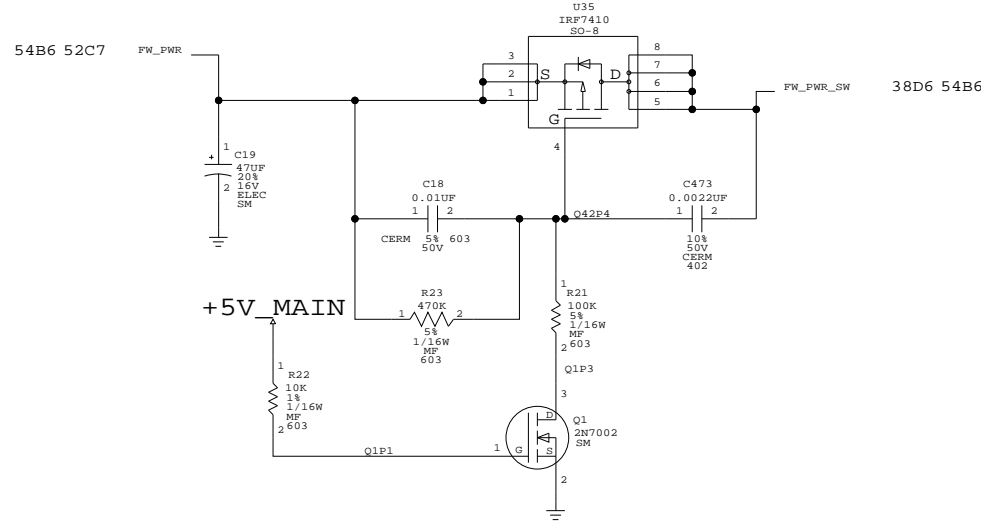 U35
IRF7410
SO-8
54B6 52C7
FW_PWR
3
2
1
S
D
G
8
7
6
5
4
FW_PWR_SW
38D6 54B6
1
+
C19
47UF
20%
16V
ELEC
SM
2
C18
0.01UF
1
2
CERM
5%
603
50V
Q42P4
C473
0.0022UF
1
2
10%
50V
CERM
402
R23
470K
1
2
5%
1/16W
MF
603
1
R21
100K
5%
1/16W
MF
603
2
Q1P3
+5V_MAIN
1
R22
10K
1%
1/16W
MF
603
2
Q1P1
3
D
Q1
2N7002
SM
1
G
S
2